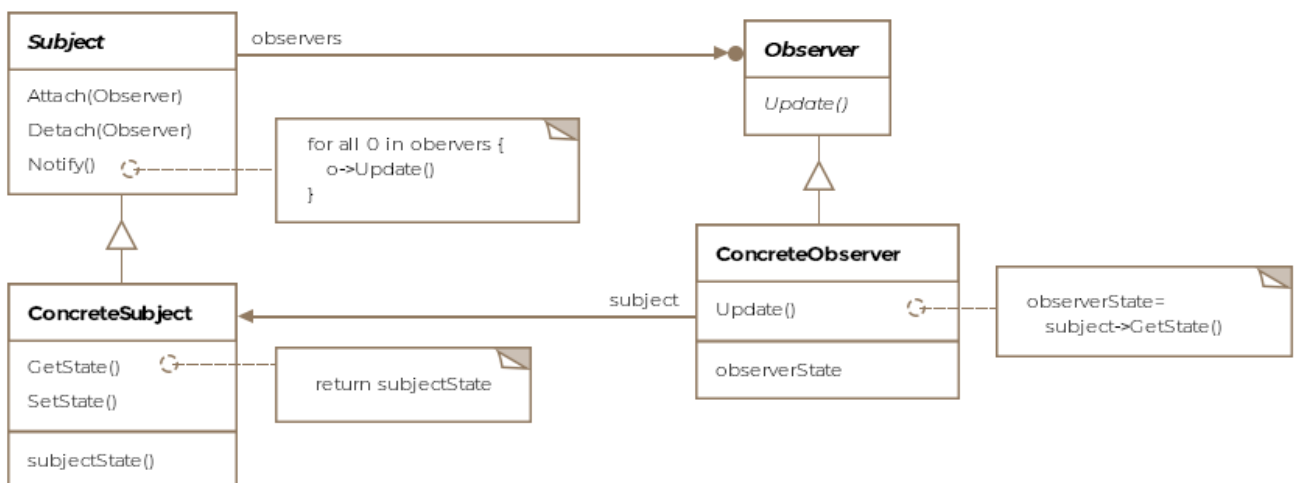 Subject
Attach(Observer)
Detach(Observer)
Notify()
observers
Observer
Update()
for all O in obervers {
o->Update()
}
ConcreteSubject
GetState()
SetState()
subjectState()
return subjectState
subject
ConcreteObserver
Update()
observerState
observerState=
subject->GetState()